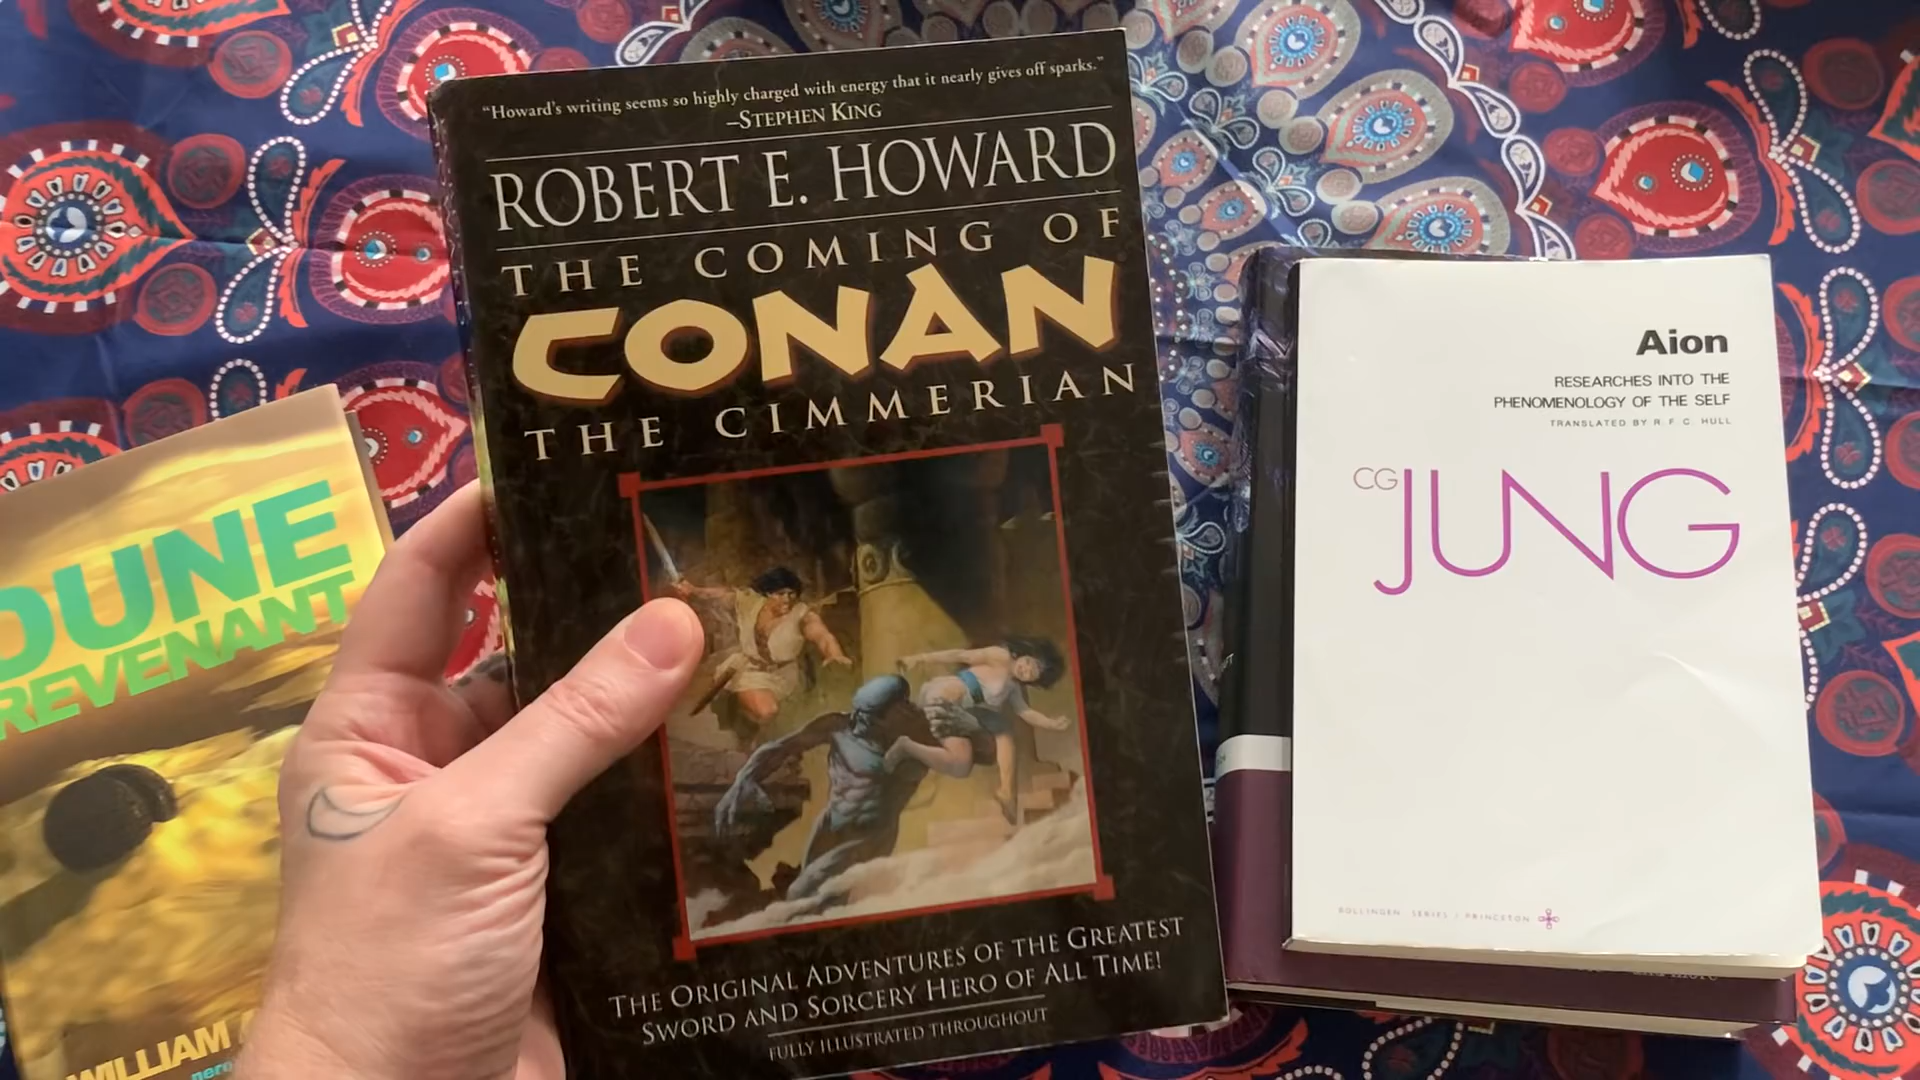 “Howard's writing seems so highly charged with energy that it nearly gives off sparks.”
–STEPHEN KING
ROBERT E. HOWARD
THE COMING OF
CONAN
THE CIMMERIAN
THE ORIGINAL ADVENTURES OF THE GREATEST
SWORD AND SORCERY HERO OF ALL TIME!
FULLY ILLUSTRATED THROUGHOUT
DUNE
REVENANT
WILLIAM
Aion
RESEARCHES INTO THE
PHENOMENOLOGY OF THE SELF
TRANSLATED BY R. F. C. HULL
CG JUNG
BOLLINGEN SERIES / PRINCETON